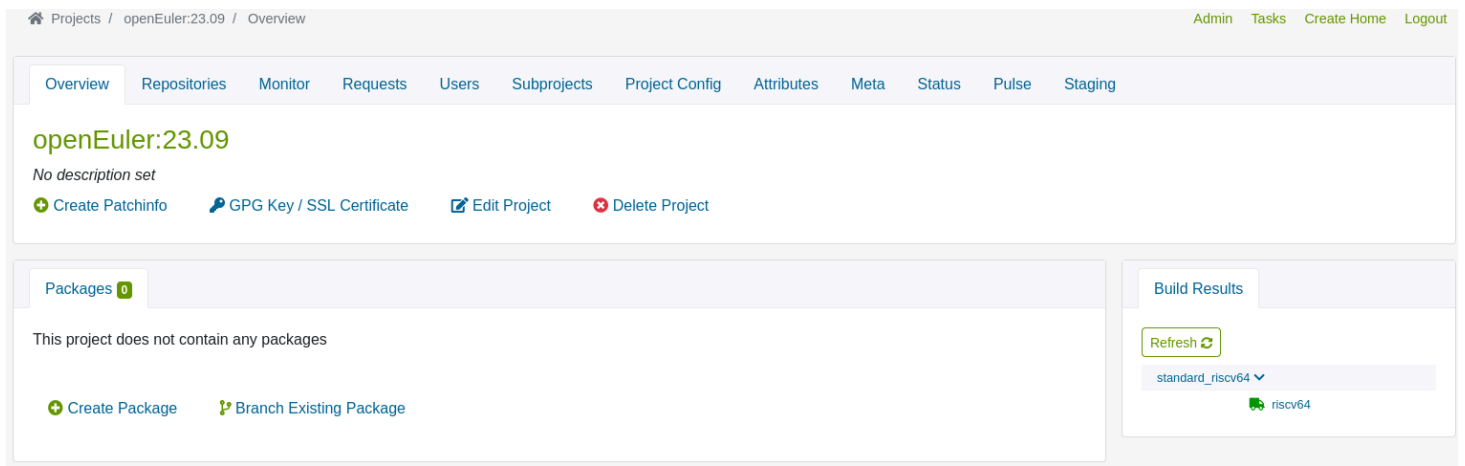 Projects / openEuler:23.09 / Overview
Admin Tasks Create Home Logout
Overview Repositories Monitor Requests Users Subprojects Project Config Attributes Meta Status Pulse Staging
openEuler:23.09
No description set
Create Patchinfo GPG Key / SSL Certificate Edit Project Delete Project
Packages 0
This project does not contain any packages
Create Package Branch Existing Package
Build Results
Refresh
standard_riscv64
riscv64